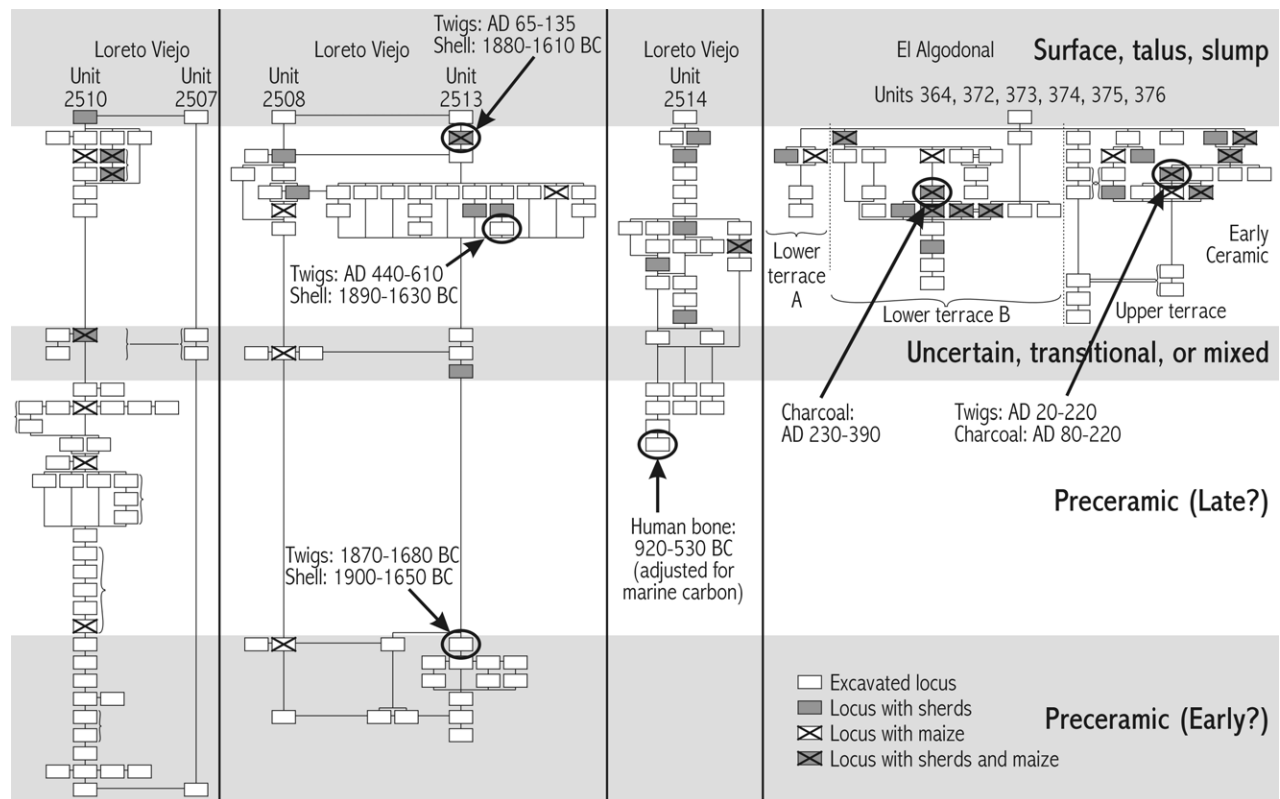 Loreto Viejo
Unit
2510
Unit
2507
Loreto Viejo
Unit
2508
Unit
2513
Twigs: AD 65-135
Shell: 1880-1610 BC
Loreto Viejo
Unit
2514
El Algodonal
Units 364, 372, 373, 374, 375, 376
Surface, talus, slump
Twigs: AD 440-610
Shell: 1890-1630 BC
Lower
terrace
A
Lower terrace B
Upper terrace
Early
Ceramic
Uncertain, transitional, or mixed
Charcoal:
AD 230-390
Twigs: AD 20-220
Charcoal: AD 80-220
Preceramic (Late?)
Human bone:
920-530 BC
(adjusted for
marine carbon)
Twigs: 1870-1680 BC
Shell: 1900-1650 BC
Excavated locus
Locus with sherds
Locus with maize
Locus with sherds and maize
Preceramic (Early?)